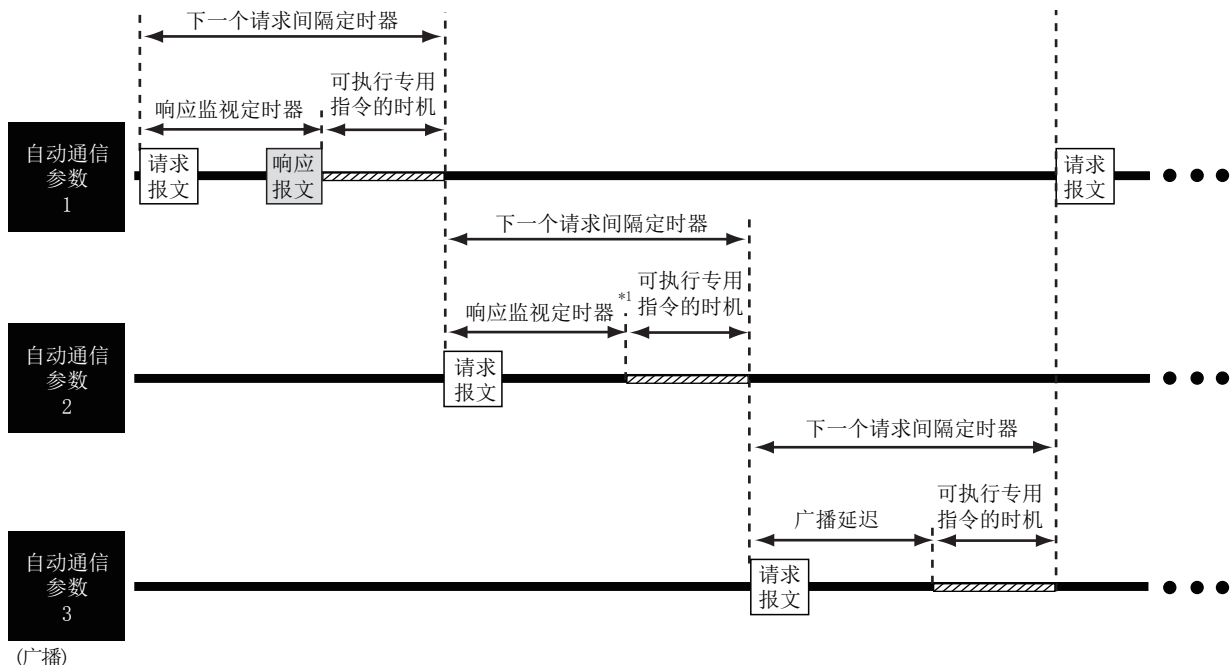 下一个请求间隔定时器
可执行专用
指令的时机
响应监视定时器
自动通信
参数
1
请求
报文
响应
报文
请求
报文
下一个请求间隔定时器
可执行专用
指令的时机
响应监视定时器*1
自动通信
参数
2
请求
报文
下一个请求间隔定时器
可执行专用
指令的时机
广播延迟
自动通信
参数
3
请求
报文
(广播)